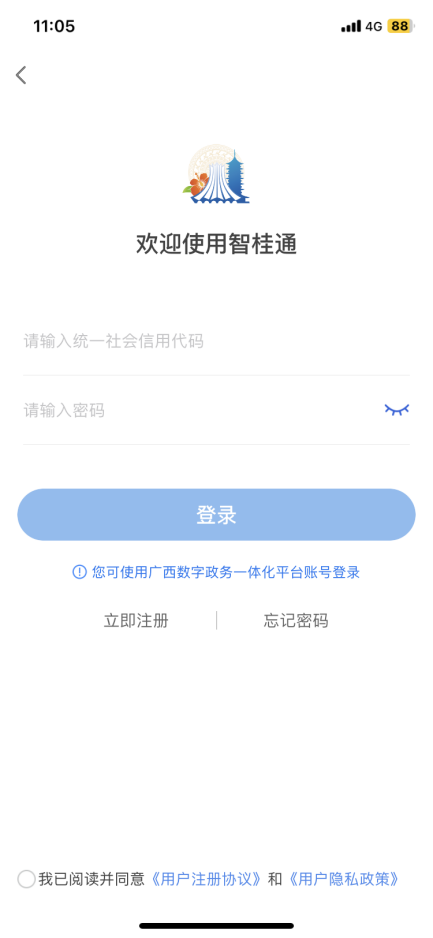 11:05
4G 88
欢迎使用智桂通
请输入统一社会信用代码
请输入密码
登录
您可使用广西数字政务一体化平台账号登录
立即注册 忘记密码
我已阅读并同意《用户注册协议》和《用户隐私政策》